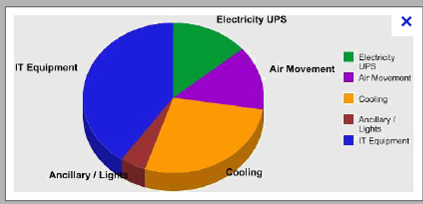 Electricity UPS
IT Equipment
Air Movement
Ancillary / Lights
Cooling
Electricity
UPS
Air Movement
Cooling
Ancillary /
Lights
IT Equipment